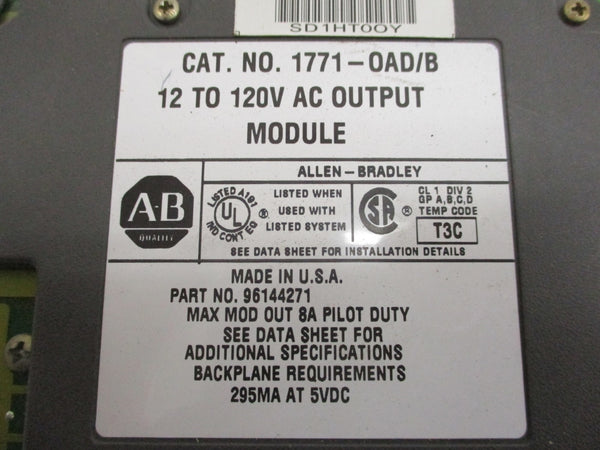 SD1HT0OY
CAT. NO. 1771-OAD/B
12 TO 120V AC OUTPUT
MODULE
ALLEN-BRADLEY
A-B
QUALITY
LISTED A196
UL ®
IND CONT EQ
LISTED WHEN
USED WITH
LISTED SYSTEM
SA ®
CL 1 DIV 2
GP A,B,C,D
TEMP CODE
T3C
SEE DATA SHEET FOR INSTALLATION DETAILS
MADE IN U.S.A.
PART NO. 96144271
MAX MOD OUT 8A PILOT DUTY
SEE DATA SHEET FOR
ADDITIONAL SPECIFICATIONS
BACKPLANE REQUIREMENTS
295MA AT 5VDC